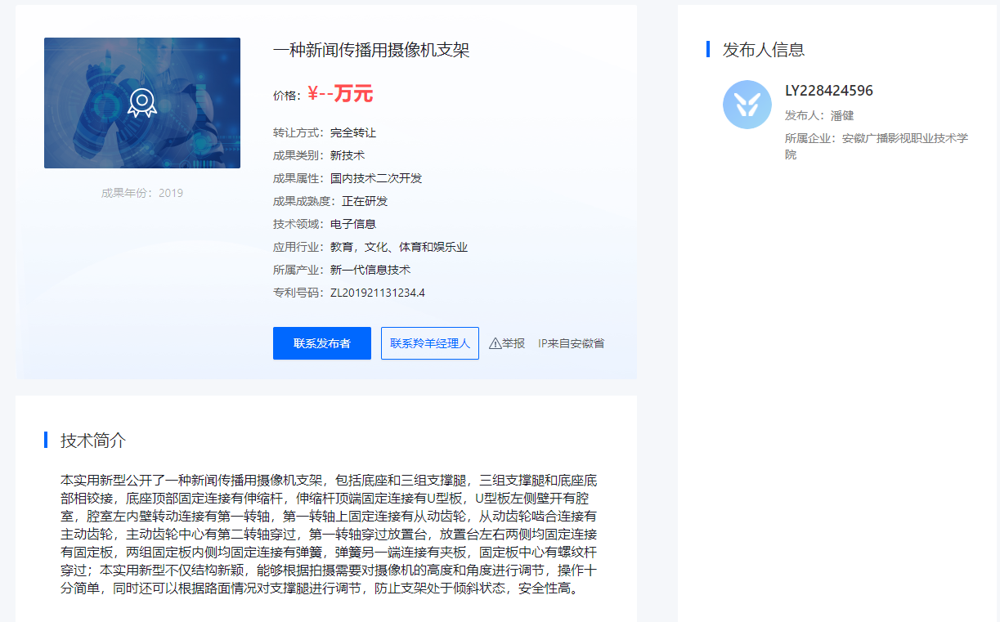 一种新闻传播用摄像机支架
价格：¥--万元
转让方式：完全转让
成果类别：新技术
成果属性：国内技术二次开发
成果成熟度：正在研发
技术领域：电子信息
应用行业：教育，文化、体育和娱乐业
所属产业：新一代信息技术
专利号码：ZL201921131234.4
成果年份：2019
联系发布者
联系羚羊经理人
举报
IP来自安徽省
发布人信息
LY228424596
发布人：潘健
所属企业：安徽广播影视职业技术学
院
技术简介
本实用新型公开了一种新闻传播用摄像机支架，包括底座和三组支撑腿，三组支撑腿和底座底
部相铰接，底座顶部固定连接有伸缩杆，伸缩杆顶端固定连接有U型板，U型板左侧壁开有腔
室，腔室左内壁转动连接有第一转轴，第一转轴上固定连接有从动齿轮，从动齿轮啮合连接有
主动齿轮，主动齿轮中心有第二转轴穿过，第一转轴穿过放置台，放置台左右两侧均固定连接
有固定板，两组固定板内侧均固定连接有弹簧，弹簧另一端连接有夹板，固定板中心有螺纹杆
穿过；本实用新型不仅结构新颖，能够根据拍摄需要对摄像机的高度和角度进行调节，操作十
分简单，同时还可以根据路面情况对支撑腿进行调节，防止支架处于倾斜状态，安全性高。